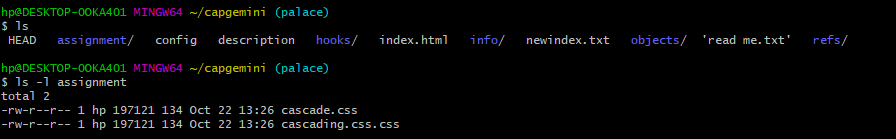 hp@DESKTOP-OOKA401 MINGW64 ~/capgemini (palace)
$ ls
HEAD assignment/ config description hooks/ index.html info/ newindex.txt objects/ 'read me.txt' refs/
hp@DESKTOP-OOKA401 MINGW64 ~/capgemini (palace)
$ ls -l assignment
total 2
-rw-r--r-- 1 hp 197121 134 Oct 22 13:26 cascade.css
-rw-r--r-- 1 hp 197121 134 Oct 22 13:26 cascading.css.css